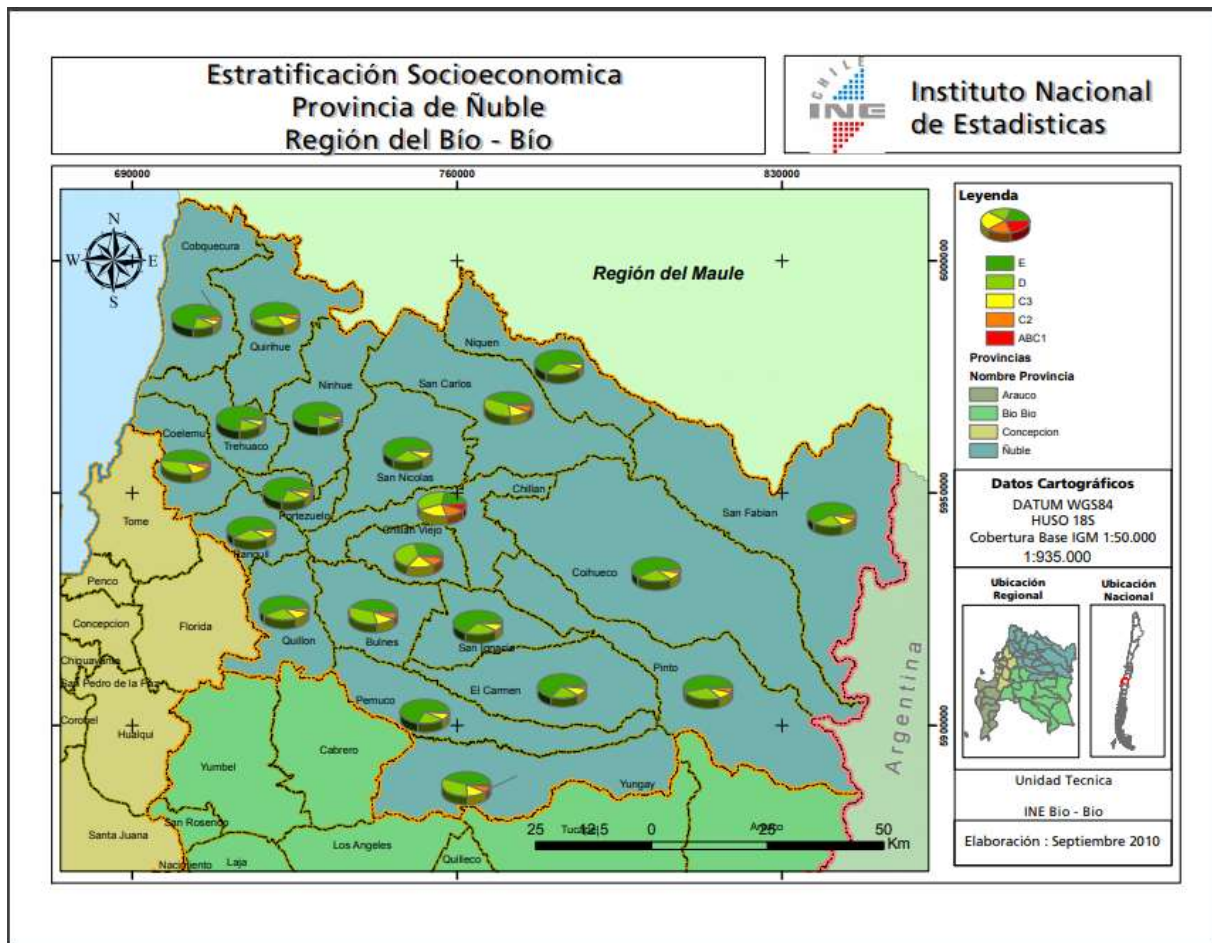 Estratificación Socioeconomica
Provincia de Ñuble
Región del Bío - Bío
CHILE
INE
Instituto Nacional
de Estadisticas
690000
760000
830000
N
W E
S
Cobquecura
Región del Maule
Quirihue
Niquen
Ninhue
San Carlos
Coelemu
Trehuaco
San Nicolas
Chillan
San Fabian
Portezuelo
Tome
Chillan Viejo
Ranquil
Coihueco
Penco
Concepcion
Florida
Quillon
Bulnes
San Ignacio
Chiguayante
San Pedro de la Paz
Pinto
El Carmen
Pemuco
Coronel
Hualqui
Cabrero
Yumbel
Yungay
San Rosendo
Santa Juana
Los Angeles
Nacimiento
Laja
Quilleco
Argentina
25 12,5 0 25 50
Km
6000000
5950000
5900000
Leyenda
E
D
C3
C2
ABC1
Provincias
Nombre Provincia
Arauco
Bio Bio
Concepcion
Ñuble
Datos Cartográficos
DATUM WGS84
HUSO 18S
Cobertura Base IGM 1:50.000
1:935.000
Ubicación
Regional
Ubicación
Nacional
Unidad Tecnica
INE Bio - Bio
Elaboración : Septiembre 2010